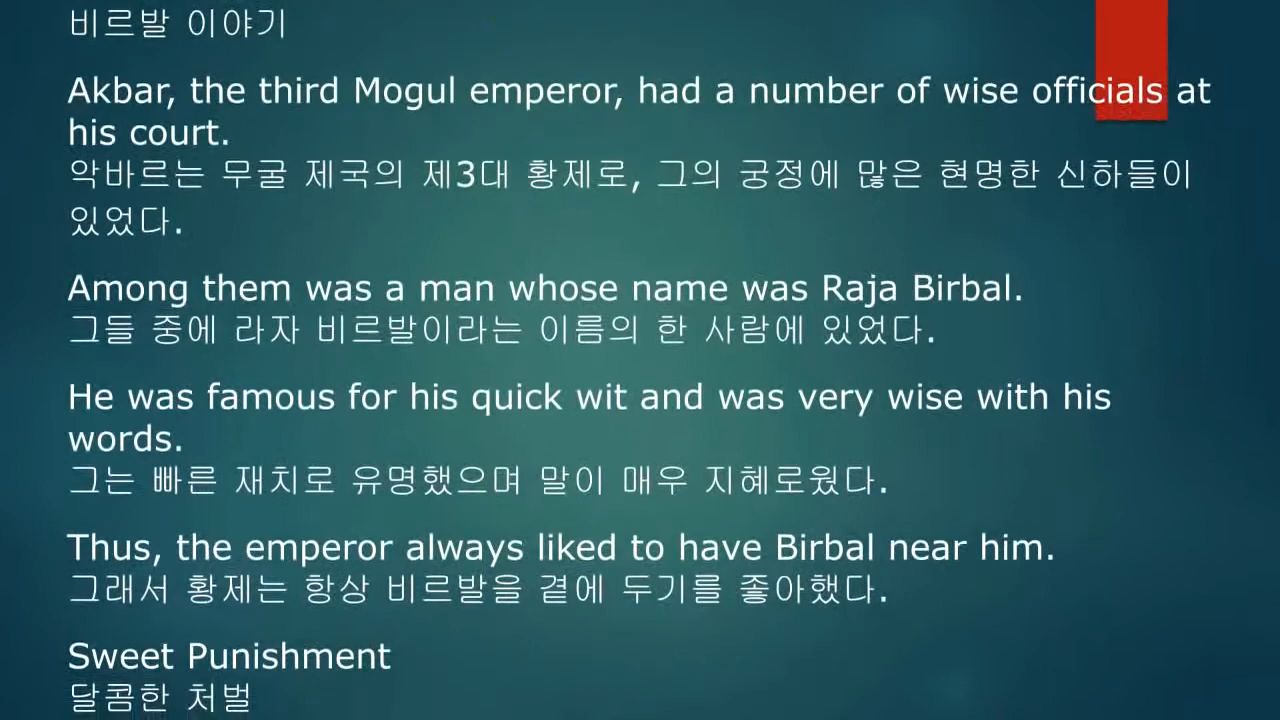 비르발 이야기
Akbar, the third Mogul emperor, had a number of wise officials at
his court.
악바르는 무굴 제국의 제3대 황제로, 그의 궁정에 많은 현명한 신하들이
있었다.
Among them was a man whose name was Raja Birbal.
그들 중에 라자 비르발이라는 이름의 한 사람에 있었다.
He was famous for his quick wit and was very wise with his
words.
그는 빠른 재치로 유명했으며 말이 매우 지혜로웠다.
Thus, the emperor always liked to have Birbal near him.
그래서 황제는 항상 비르발을 곁에 두기를 좋아했다.
Sweet Punishment
달콤한 처벌